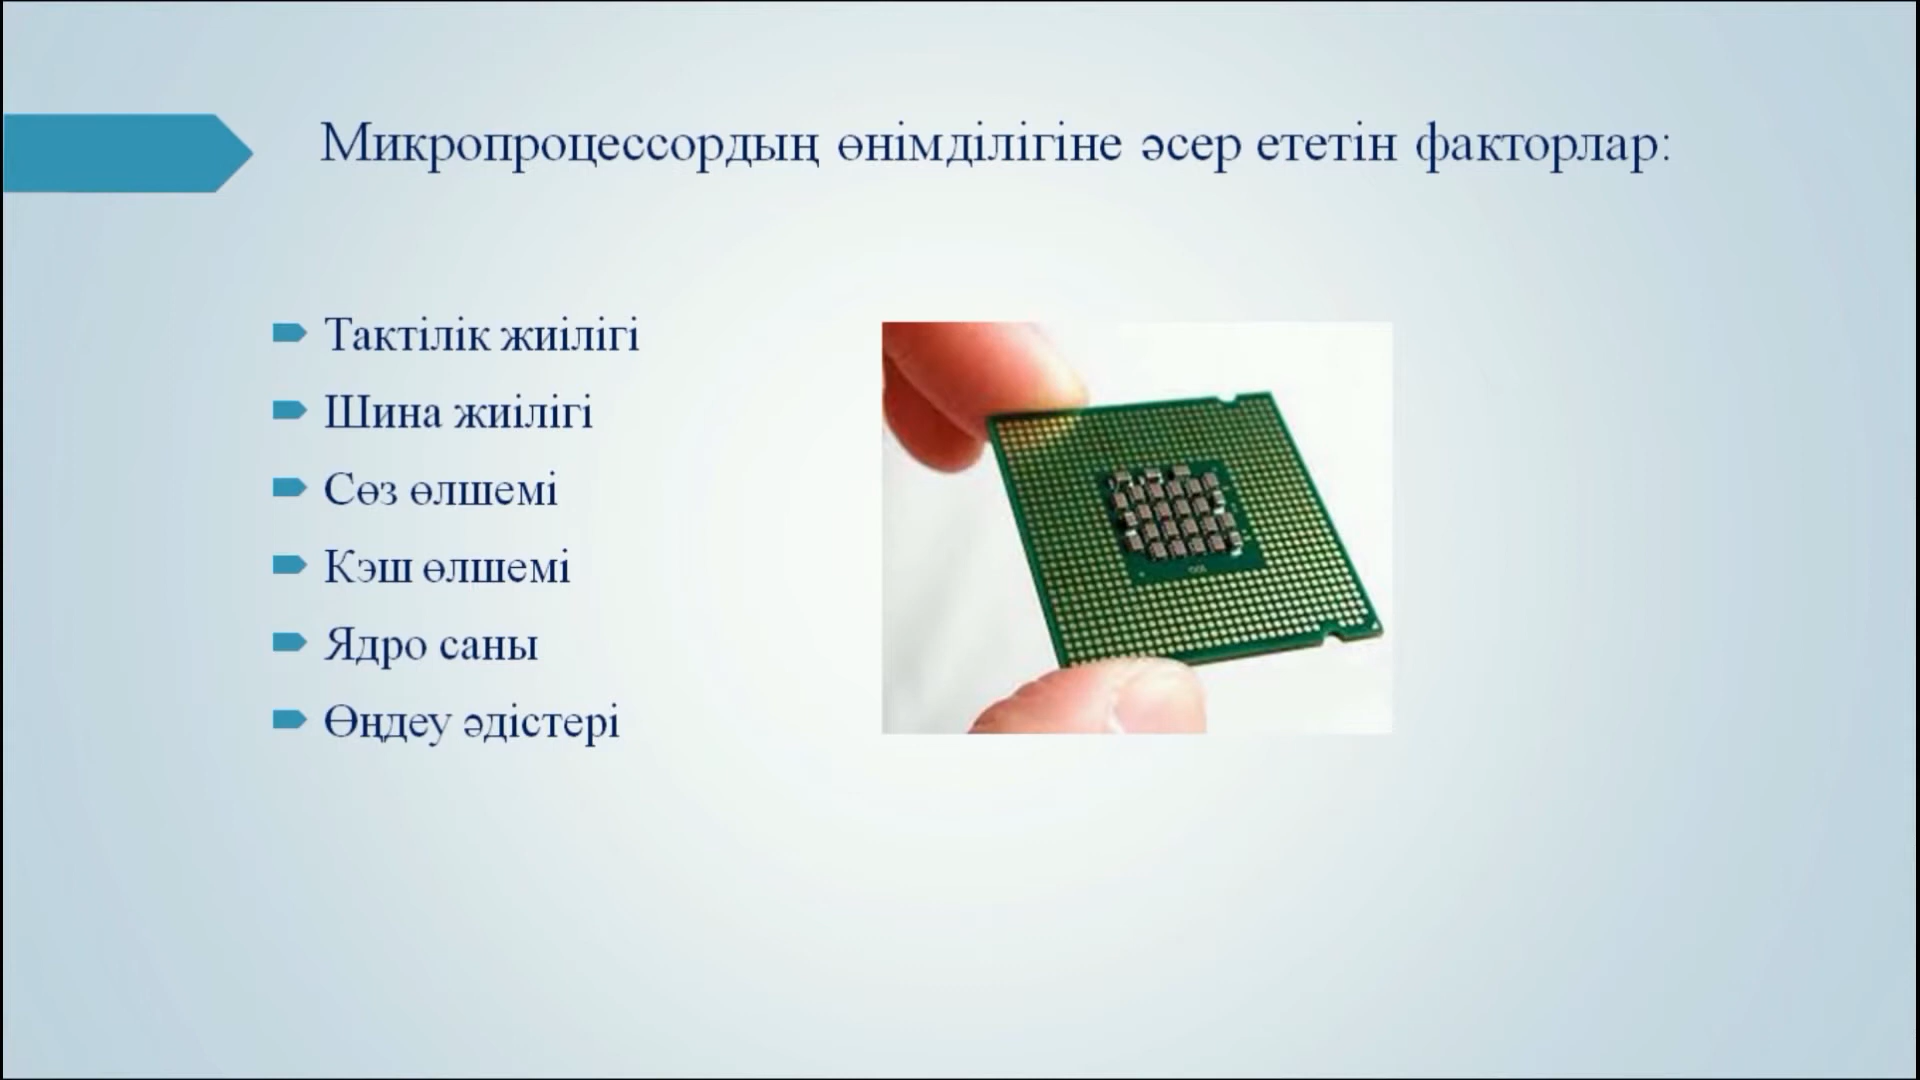 Микропроцессордың өнімділігіне әсер ететін факторлар:
Тактілік жиілігі
Шина жиілігі
Сөз өлшемі
Кэш өлшемі
Ядро саны
Өңдеу әдістері